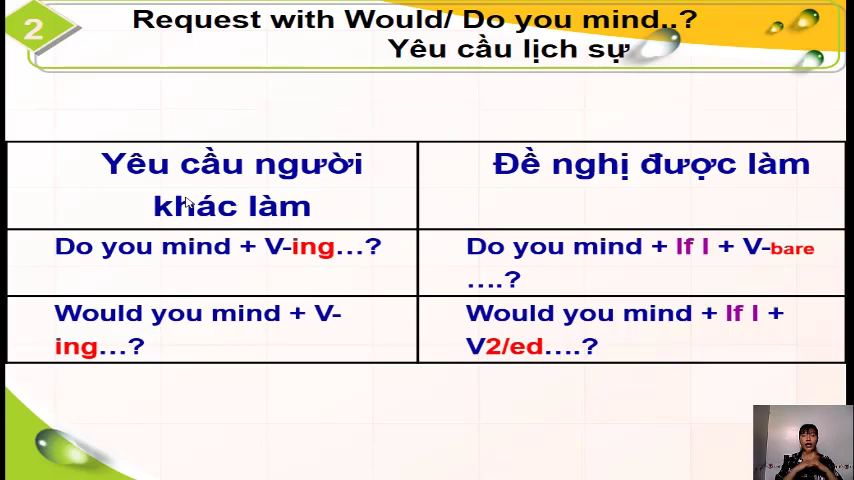 2
Request with Would/ Do you mind..?
Yêu cầu lịch sự
Yêu cầu người
khác làm
Đề nghị được làm
Do you mind + V-ing…?
Do you mind + If I + V-bare
….?
Would you mind + V-
ing…?
Would you mind + If I +
V2/ed….?